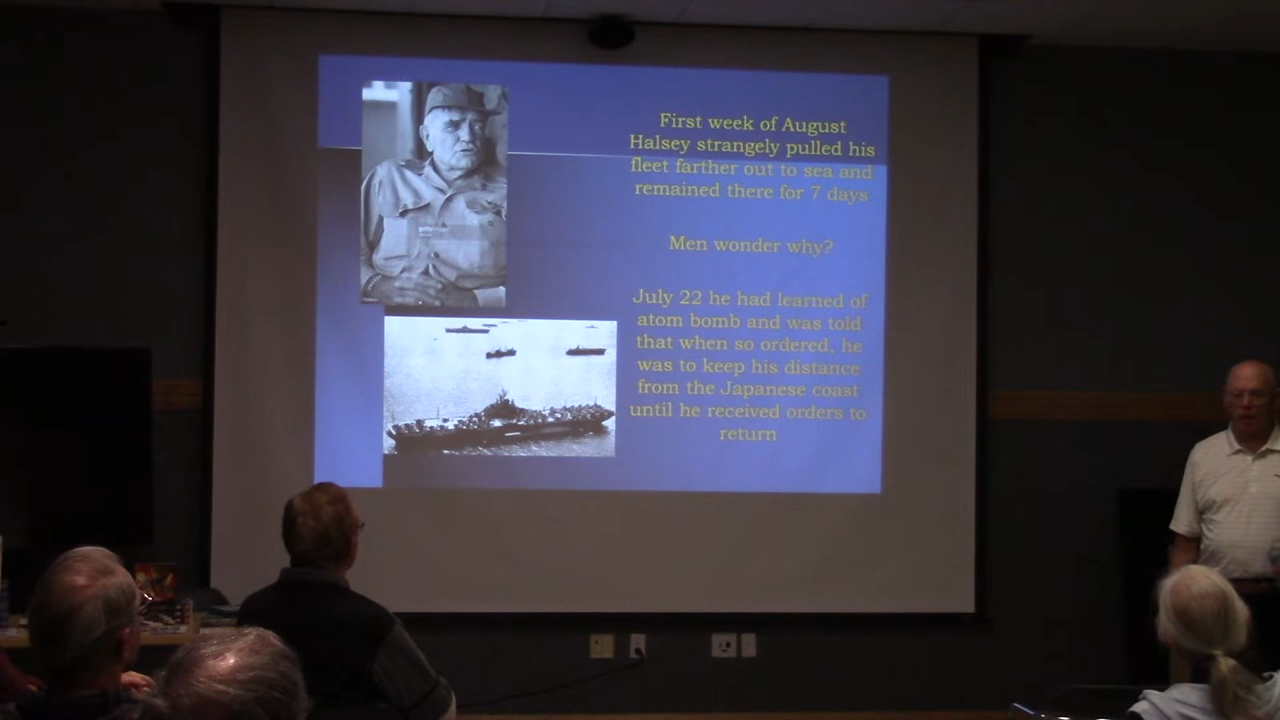 First week of August
Halsey strangely pulled his
fleet farther out to sea and
remained there for 7 days
Men wonder why?
July 22 he had learned of
atom bomb and was told
that when so ordered, he
was to keep his distance
from the Japanese coast
until he received orders to
return